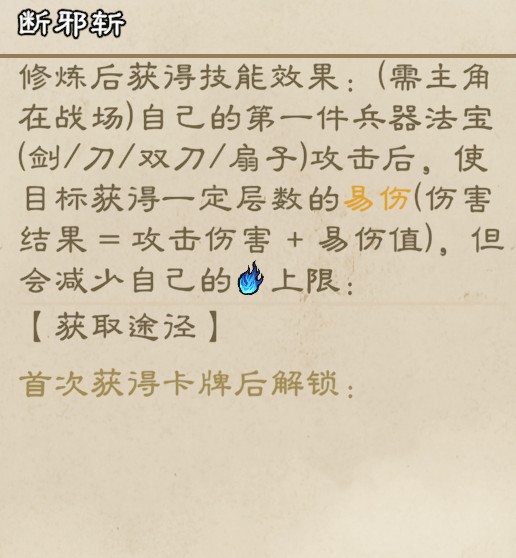 断邪斩
修炼后获得技能效果：(需主角
在战场)自己的第一件兵器法宝
(剑/刀/双刀/扇子)攻击后，使
目标获得一定层数的易伤(伤害
结果 = 攻击伤害 + 易伤值)，但
会减少自己的上限：
【获取途径】
首次获得卡牌后解锁：